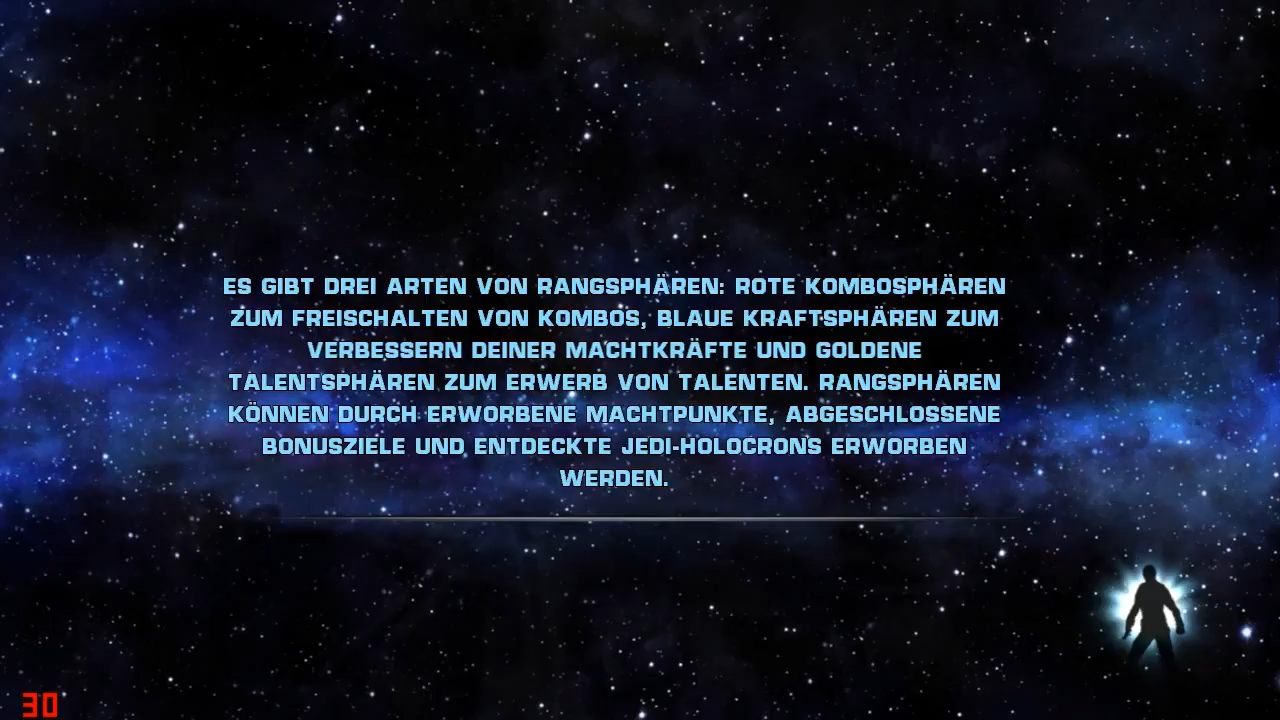 ES GIBT DREI ARTEN VON RANGSPHÄREN: ROTE KOMBOSPHÄREN
ZUM FREISCHALTEN VON KOMBOS, BLAUE KRAFTSPHÄREN ZUM
VERBESSERN DEINER MACHTKRÄFTE UND GOLDENE
TALENTSPHÄREN ZUM ERWERB VON TALENTEN. RANGSPHÄREN
KÖNNEN DURCH ERWORBENE MACHTPUNKTE, ABGESCHLOSSENE
BONUSZIELE UND ENTDECKTE JEDI-HOLOCRONS ERWORBEN
WERDEN.
30